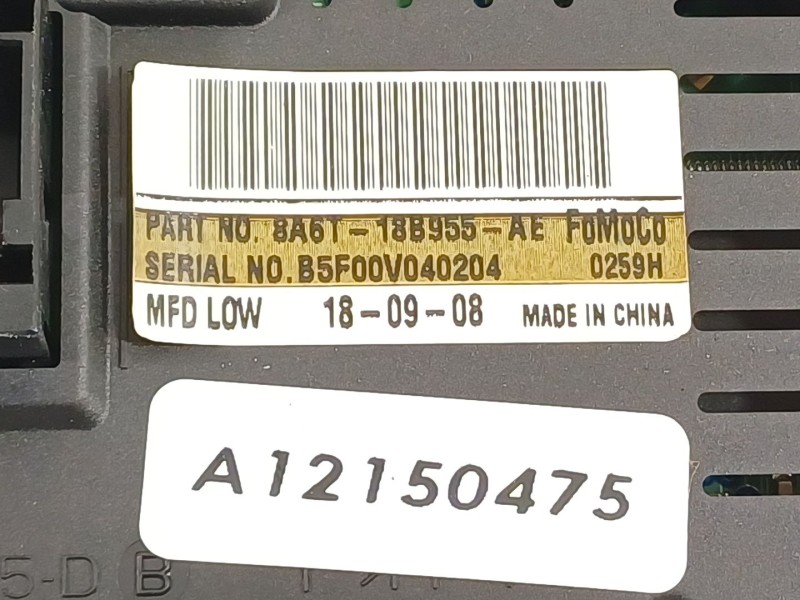 PART NO. 8A6T-18B955-AE FoMoCo
SERIAL NO.B5F00V040204 0259H
MFD LOW 18-09-08 MADE IN CHINA
A12150475
5-D B